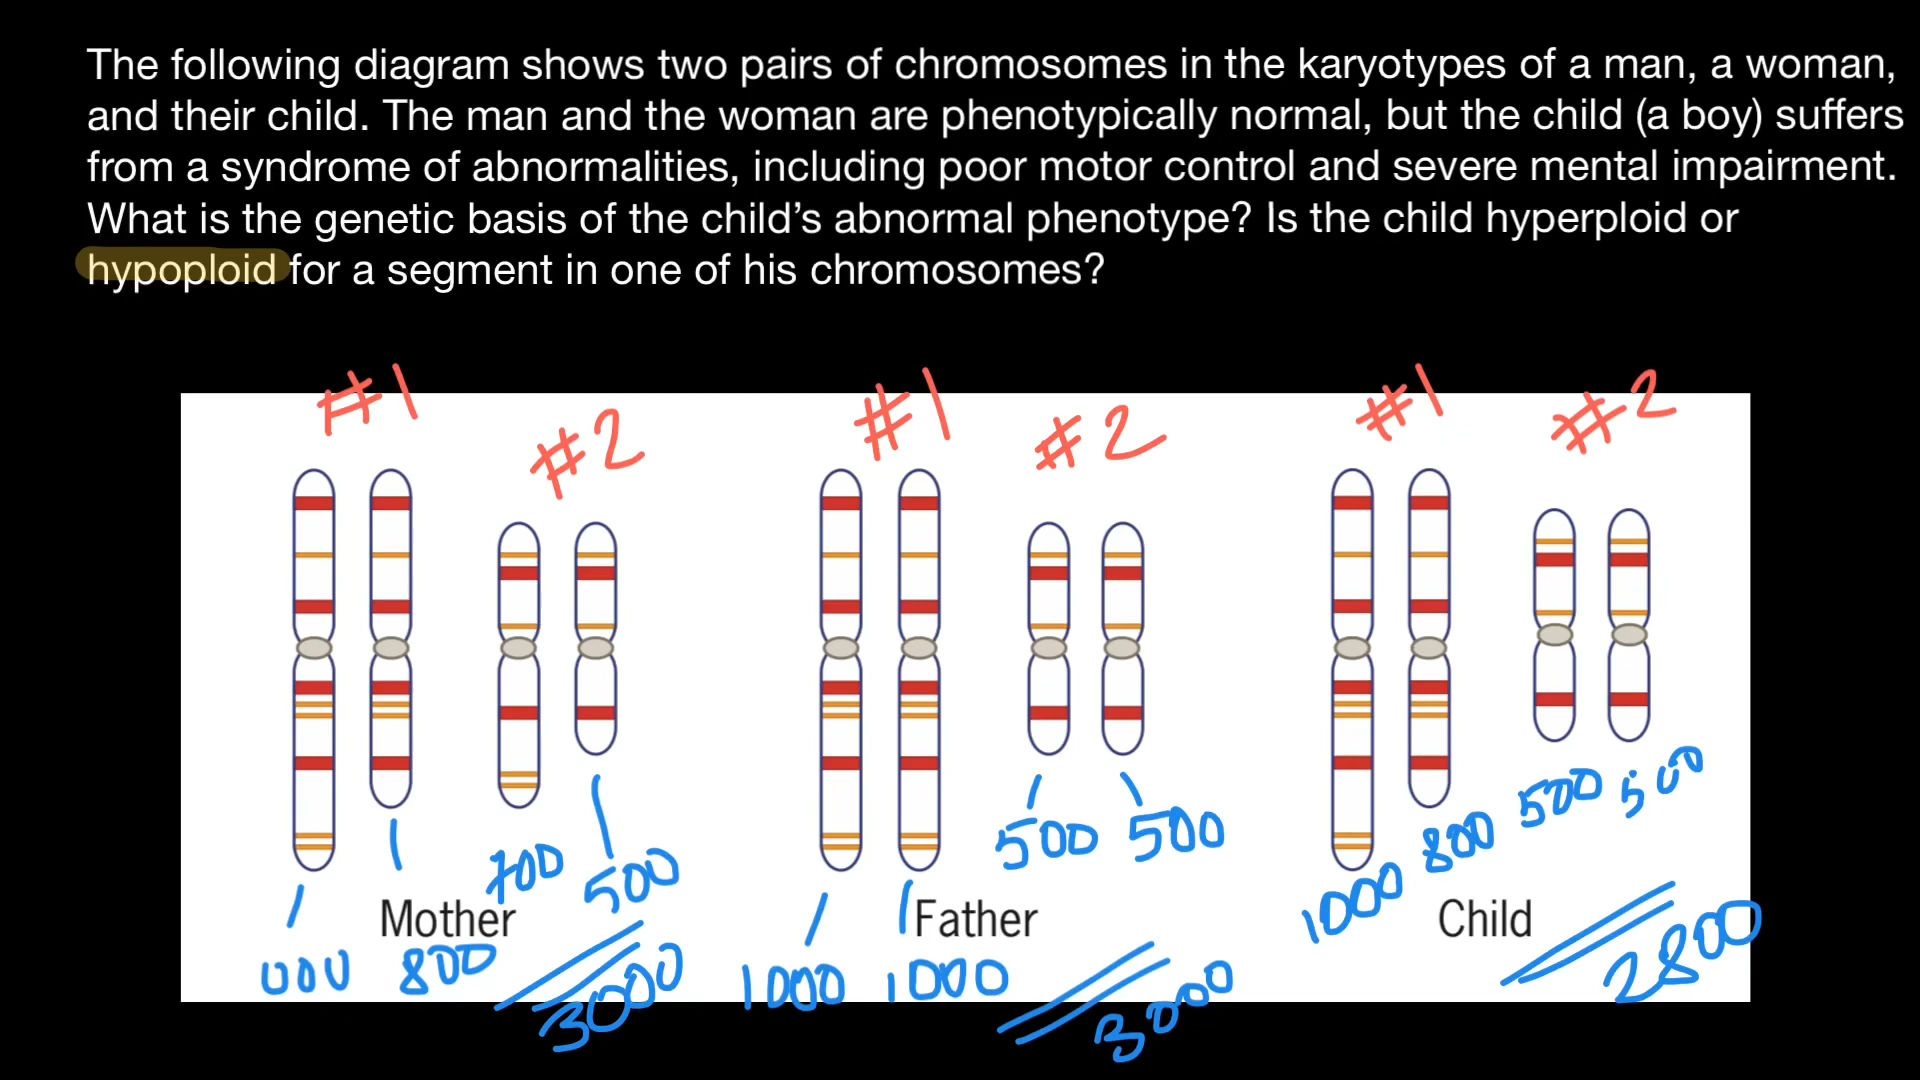 The following diagram shows two pairs of chromosomes in the karyotypes of a man, a woman,
and their child. The man and the woman are phenotypically normal, but the child (a boy) suffers
from a syndrome of abnormalities, including poor motor control and severe mental impairment.
What is the genetic basis of the child’s abnormal phenotype? Is the child hyperploid or
hypoploid for a segment in one of his chromosomes?
#1 #2 #1 #2 #1 #2
700 500 500 500 1000 800 500 500
Mother Father Child
000 800 3000 1000 1000 3000 2800